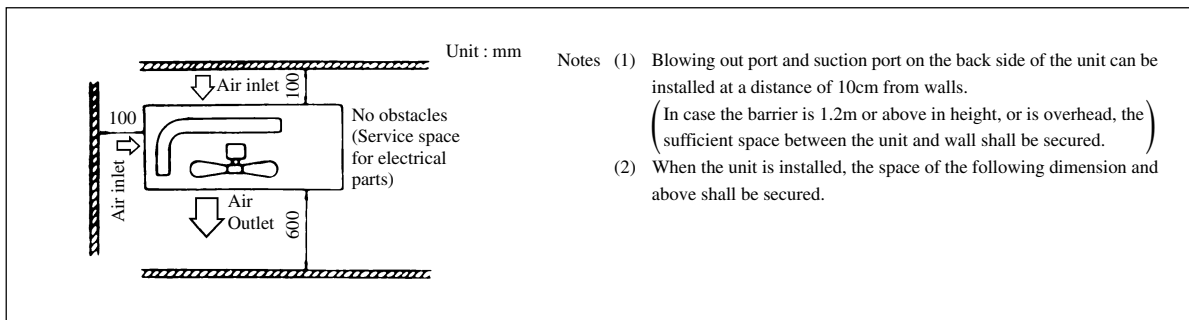 Unit : mm
Air inlet
100
100
Air inlet
No obstacles
(Service space
for electrical
parts)
Air
Outlet
600
Notes (1) Blowing out port and suction port on the back side of the unit can be
installed at a distance of 10cm from walls.
(In case the barrier is 1.2m or above in height, or is overhead, the
sufficient space between the unit and wall shall be secured.)
(2) When the unit is installed, the space of the following dimension and
above shall be secured.